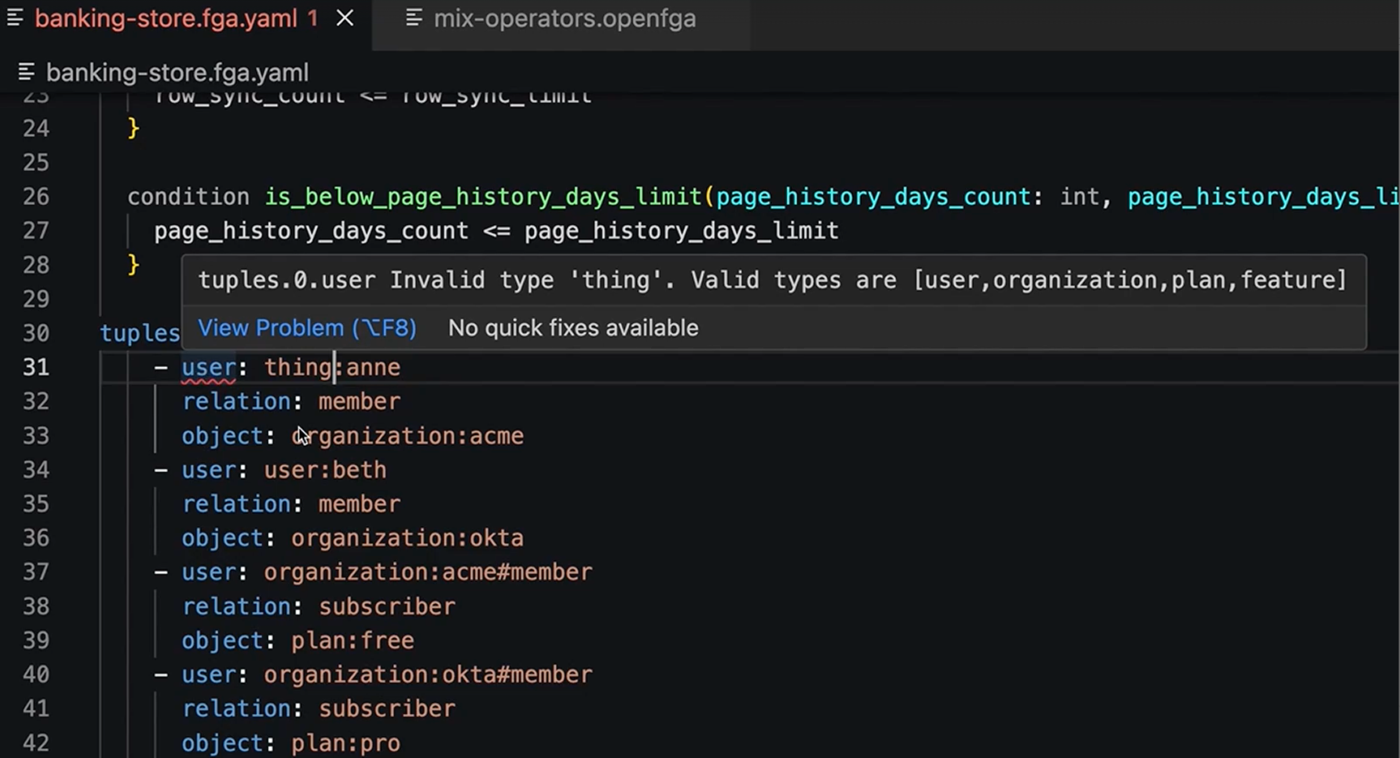 banking-store.fga.yaml 1 × mix-operators.openfga
banking-store.fga.yaml
23 row_sync_count <= row_sync_limit
24 }
25
26 condition is_below_page_history_days_limit(page_history_days_count: int, page_history_days_li
27 page_history_days_count <= page_history_days_limit
28 }
tuples.0.user Invalid type 'thing'. Valid types are [user,organization,plan,feature]
29
View Problem (⌥F8) No quick fixes available
30 tuples
31 - user: thing:anne
32 relation: member
33 object: organization:acme
34 - user: user:beth
35 relation: member
36 object: organization:okta
37 - user: organization:acme#member
38 relation: subscriber
39 object: plan:free
40 - user: organization:okta#member
41 relation: subscriber
42 object: plan:pro